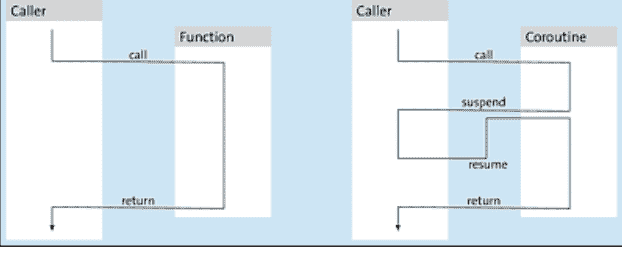 Caller
Function
call
return
Caller
Coroutine
call
suspend
resume
return